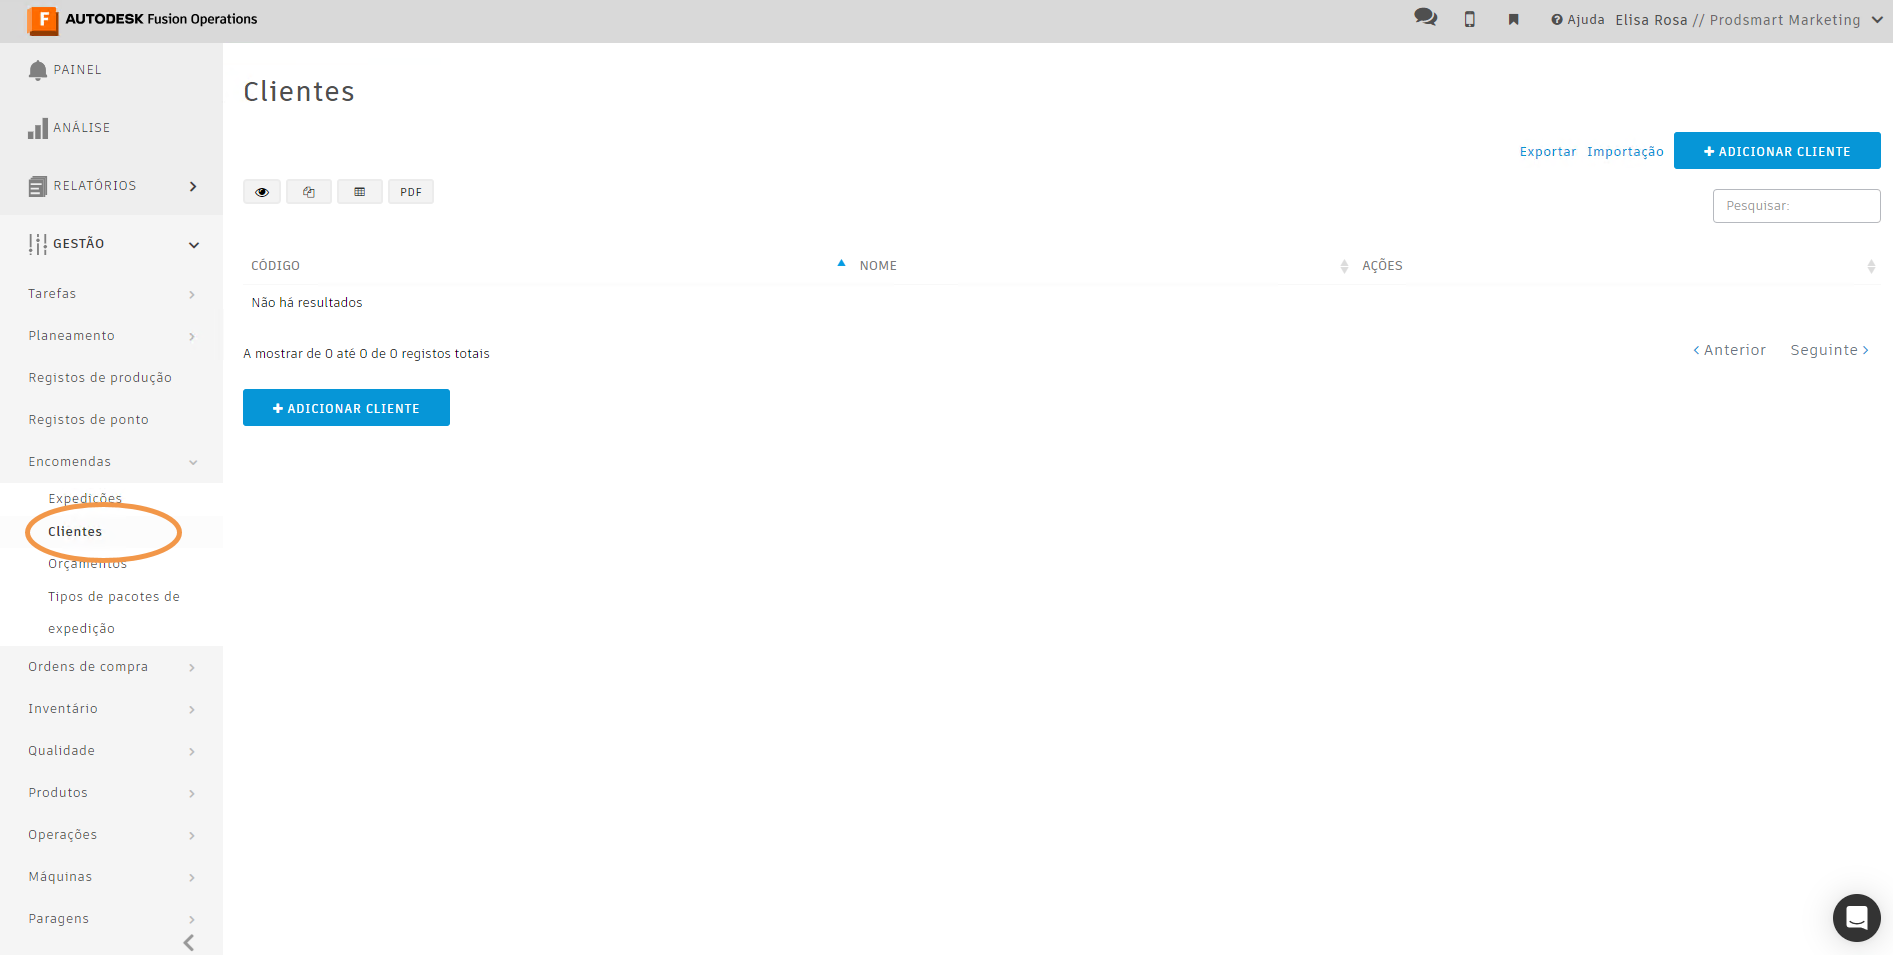 F AUTODESK Fusion Operations
Ajuda Elisa Rosa // Prodsmart Marketing
PAINEL
ANÁLISE
RELATÓRIOS
GESTÃO
Tarefas
Planeamento
Registos de produção
Registos de ponto
Encomendas
Expedições
Clientes
Orçamentos
Tipos de pacotes de
expedição
Ordens de compra
Inventário
Qualidade
Produtos
Operações
Máquinas
Paragens
Clientes
Exportar Importação ADICIONAR CLIENTE
PDF
Pesquisar:
CÓDIGO NOME AÇÕES
Não há resultados
A mostrar de 0 até 0 de 0 registos totais
Anterior Seguinte
ADICIONAR CLIENTE